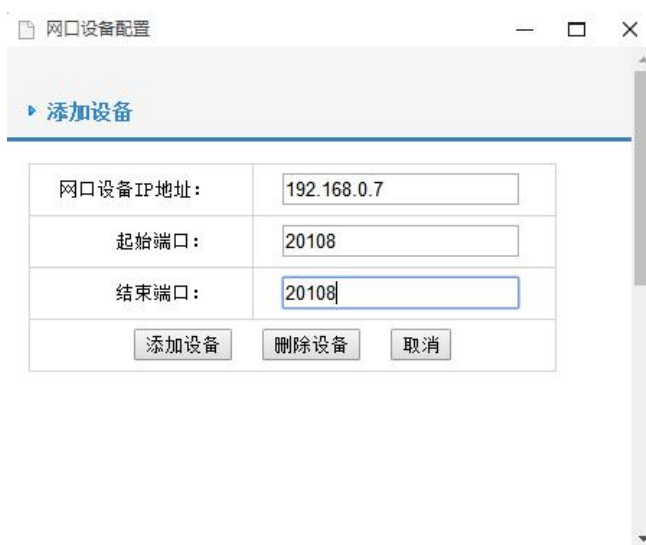 网口设备配置
添加设备
网口设备IP地址: 192.168.0.7
起始端口: 20108
结束端口: 20108
添加设备 删除设备 取消